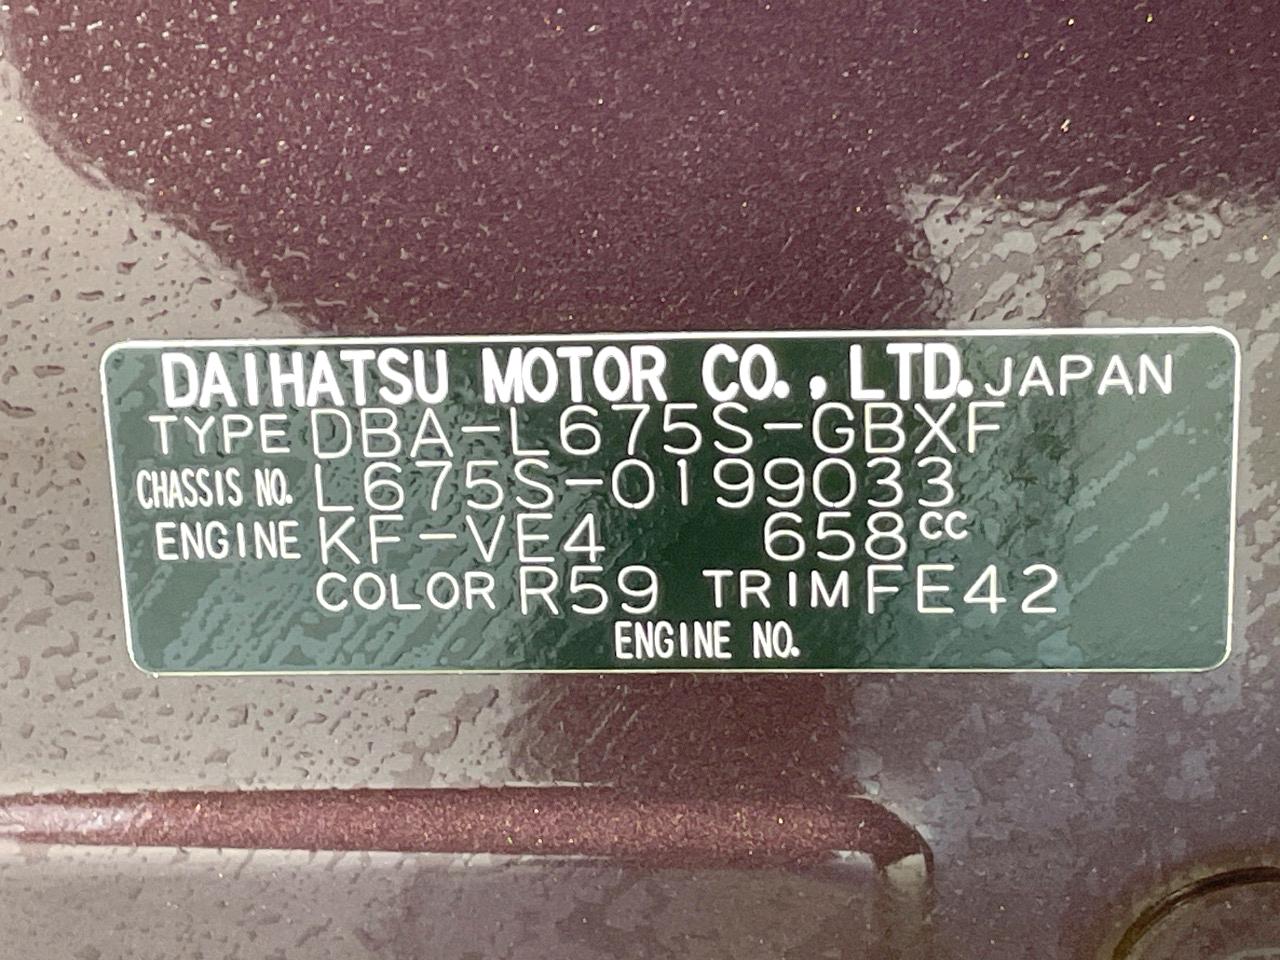 DAIHATSU MOTOR CO., LTD. JAPAN
TYPE DBA-L675S-GBXF
CHASSIS NO. L675S-0199033
ENGINE KF-VE4 658cc
COLOR R59 TRIM FE42
ENGINE NO.